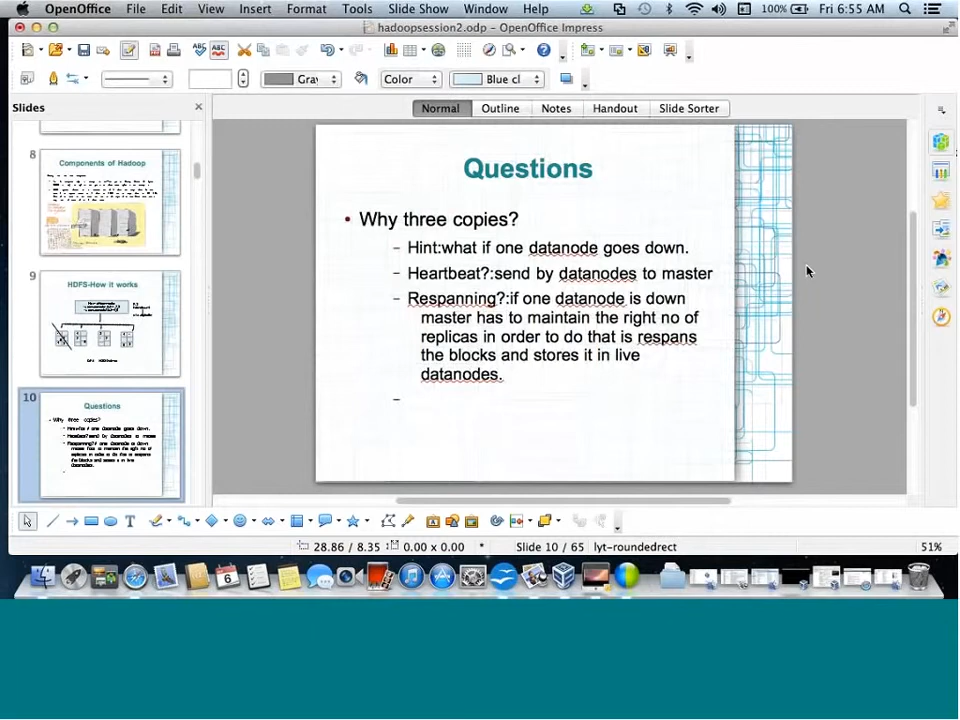 OpenOffice File Edit View Insert Format Tools Slide Show Window Help 100% Fri 6:55 AM
hadoopsession2.odp - OpenOffice Impress
Gray Color Blue cl
Slides
Normal Outline Notes Handout Slide Sorter
8
Components of Hadoop
9
HDFS-How it works
10
Questions
Why three copies?
Questions
• Why three copies?
– Hint:what if one datanode goes down.
– Heartbeat?:send by datanodes to master
– Respanning?:if one datanode is down
master has to maintain the right no of
replicas in order to do that is respans
the blocks and stores it in live
datanodes.
–
28.86 / 8.35 0.00 x 0.00 * Slide 10 / 65 lyt-roundedrect 51%
6